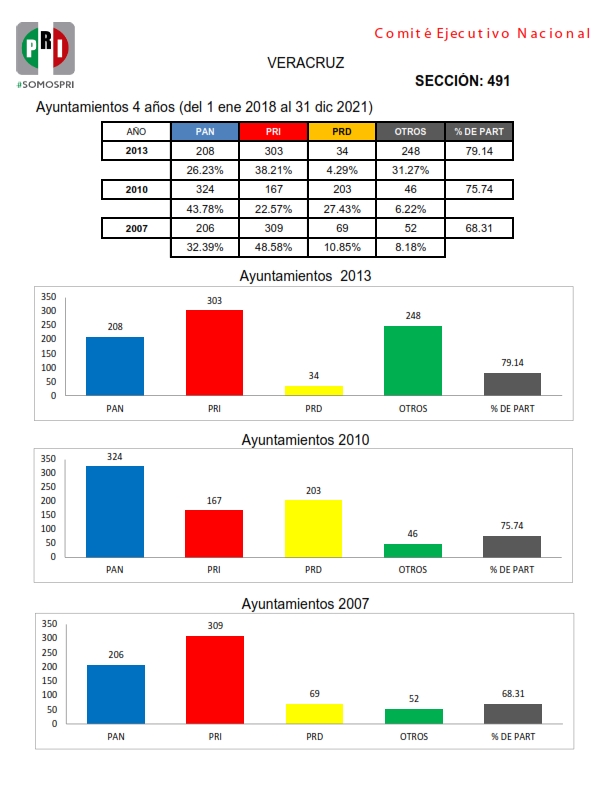 Comité Ejecutivo Nacional
PRI
#SOMOSPRI
VERACRUZ
SECCIÓN: 491
Ayuntamientos 4 años (del 1 ene 2018 al 31 dic 2021)
AÑO PAN PRI PRD OTROS % DE PART
2013 208 303 34 248 79.14
26.23% 38.21% 4.29% 31.27%
2010 324 167 203 46 75.74
43.78% 22.57% 27.43% 6.22%
2007 206 309 69 52 68.31
32.39% 48.58% 10.85% 8.18%
Ayuntamientos 2013
350
300
250
200
150
100
50
0
208 303 34 248 79.14
PAN PRI PRD OTROS % DE PART
Ayuntamientos 2010
350
300
250
200
150
100
50
0
324 167 203 46 75.74
PAN PRI PRD OTROS % DE PART
Ayuntamientos 2007
350
300
250
200
150
100
50
0
206 309 69 52 68.31
PAN PRI PRD OTROS % DE PART